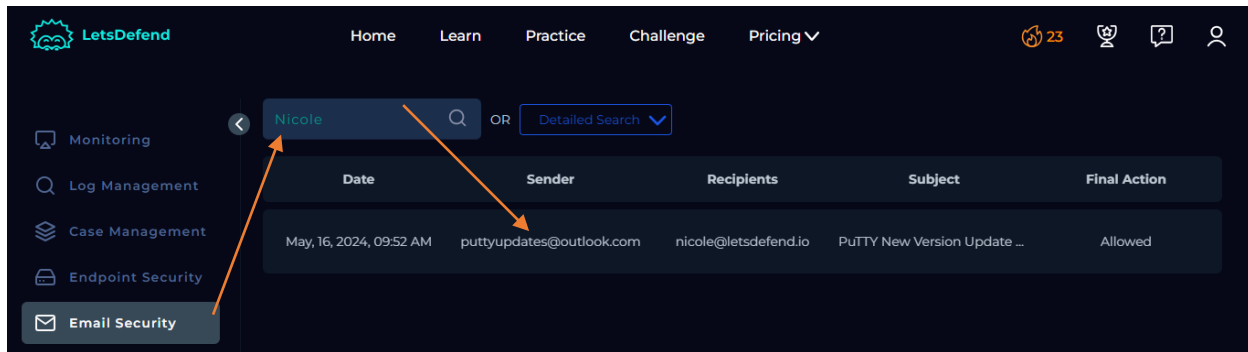 LetsDefend Home Learn Practice Challenge Pricing 23
Nicole OR Detailed Search
Monitoring
Log Management
Case Management
Endpoint Security
Email Security
Date Sender Recipients Subject Final Action
May, 16, 2024, 09:52 AM puttyupdates@outlook.com nicole@letsdefend.io PuTTY New Version Update ... Allowed